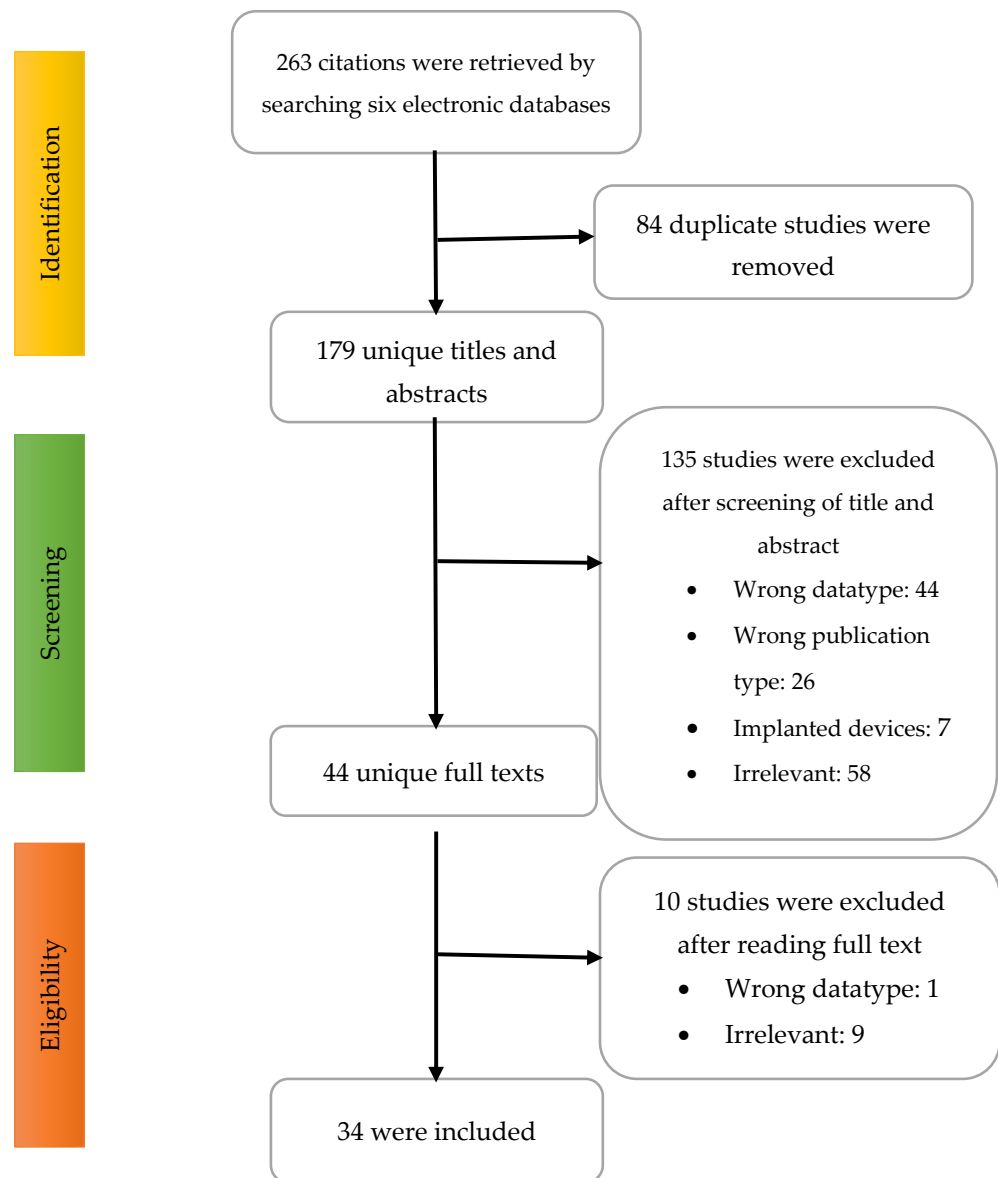 Identification
263 citations were retrieved by
searching six electronic databases
84 duplicate studies were
removed
179 unique titles and
abstracts
Screening
135 studies were excluded
after screening of title and
abstract
• Wrong datatype: 44
• Wrong publication
type: 26
• Implanted devices: 7
• Irrelevant: 58
44 unique full texts
Eligibility
10 studies were excluded
after reading full text
• Wrong datatype: 1
• Irrelevant: 9
34 were included